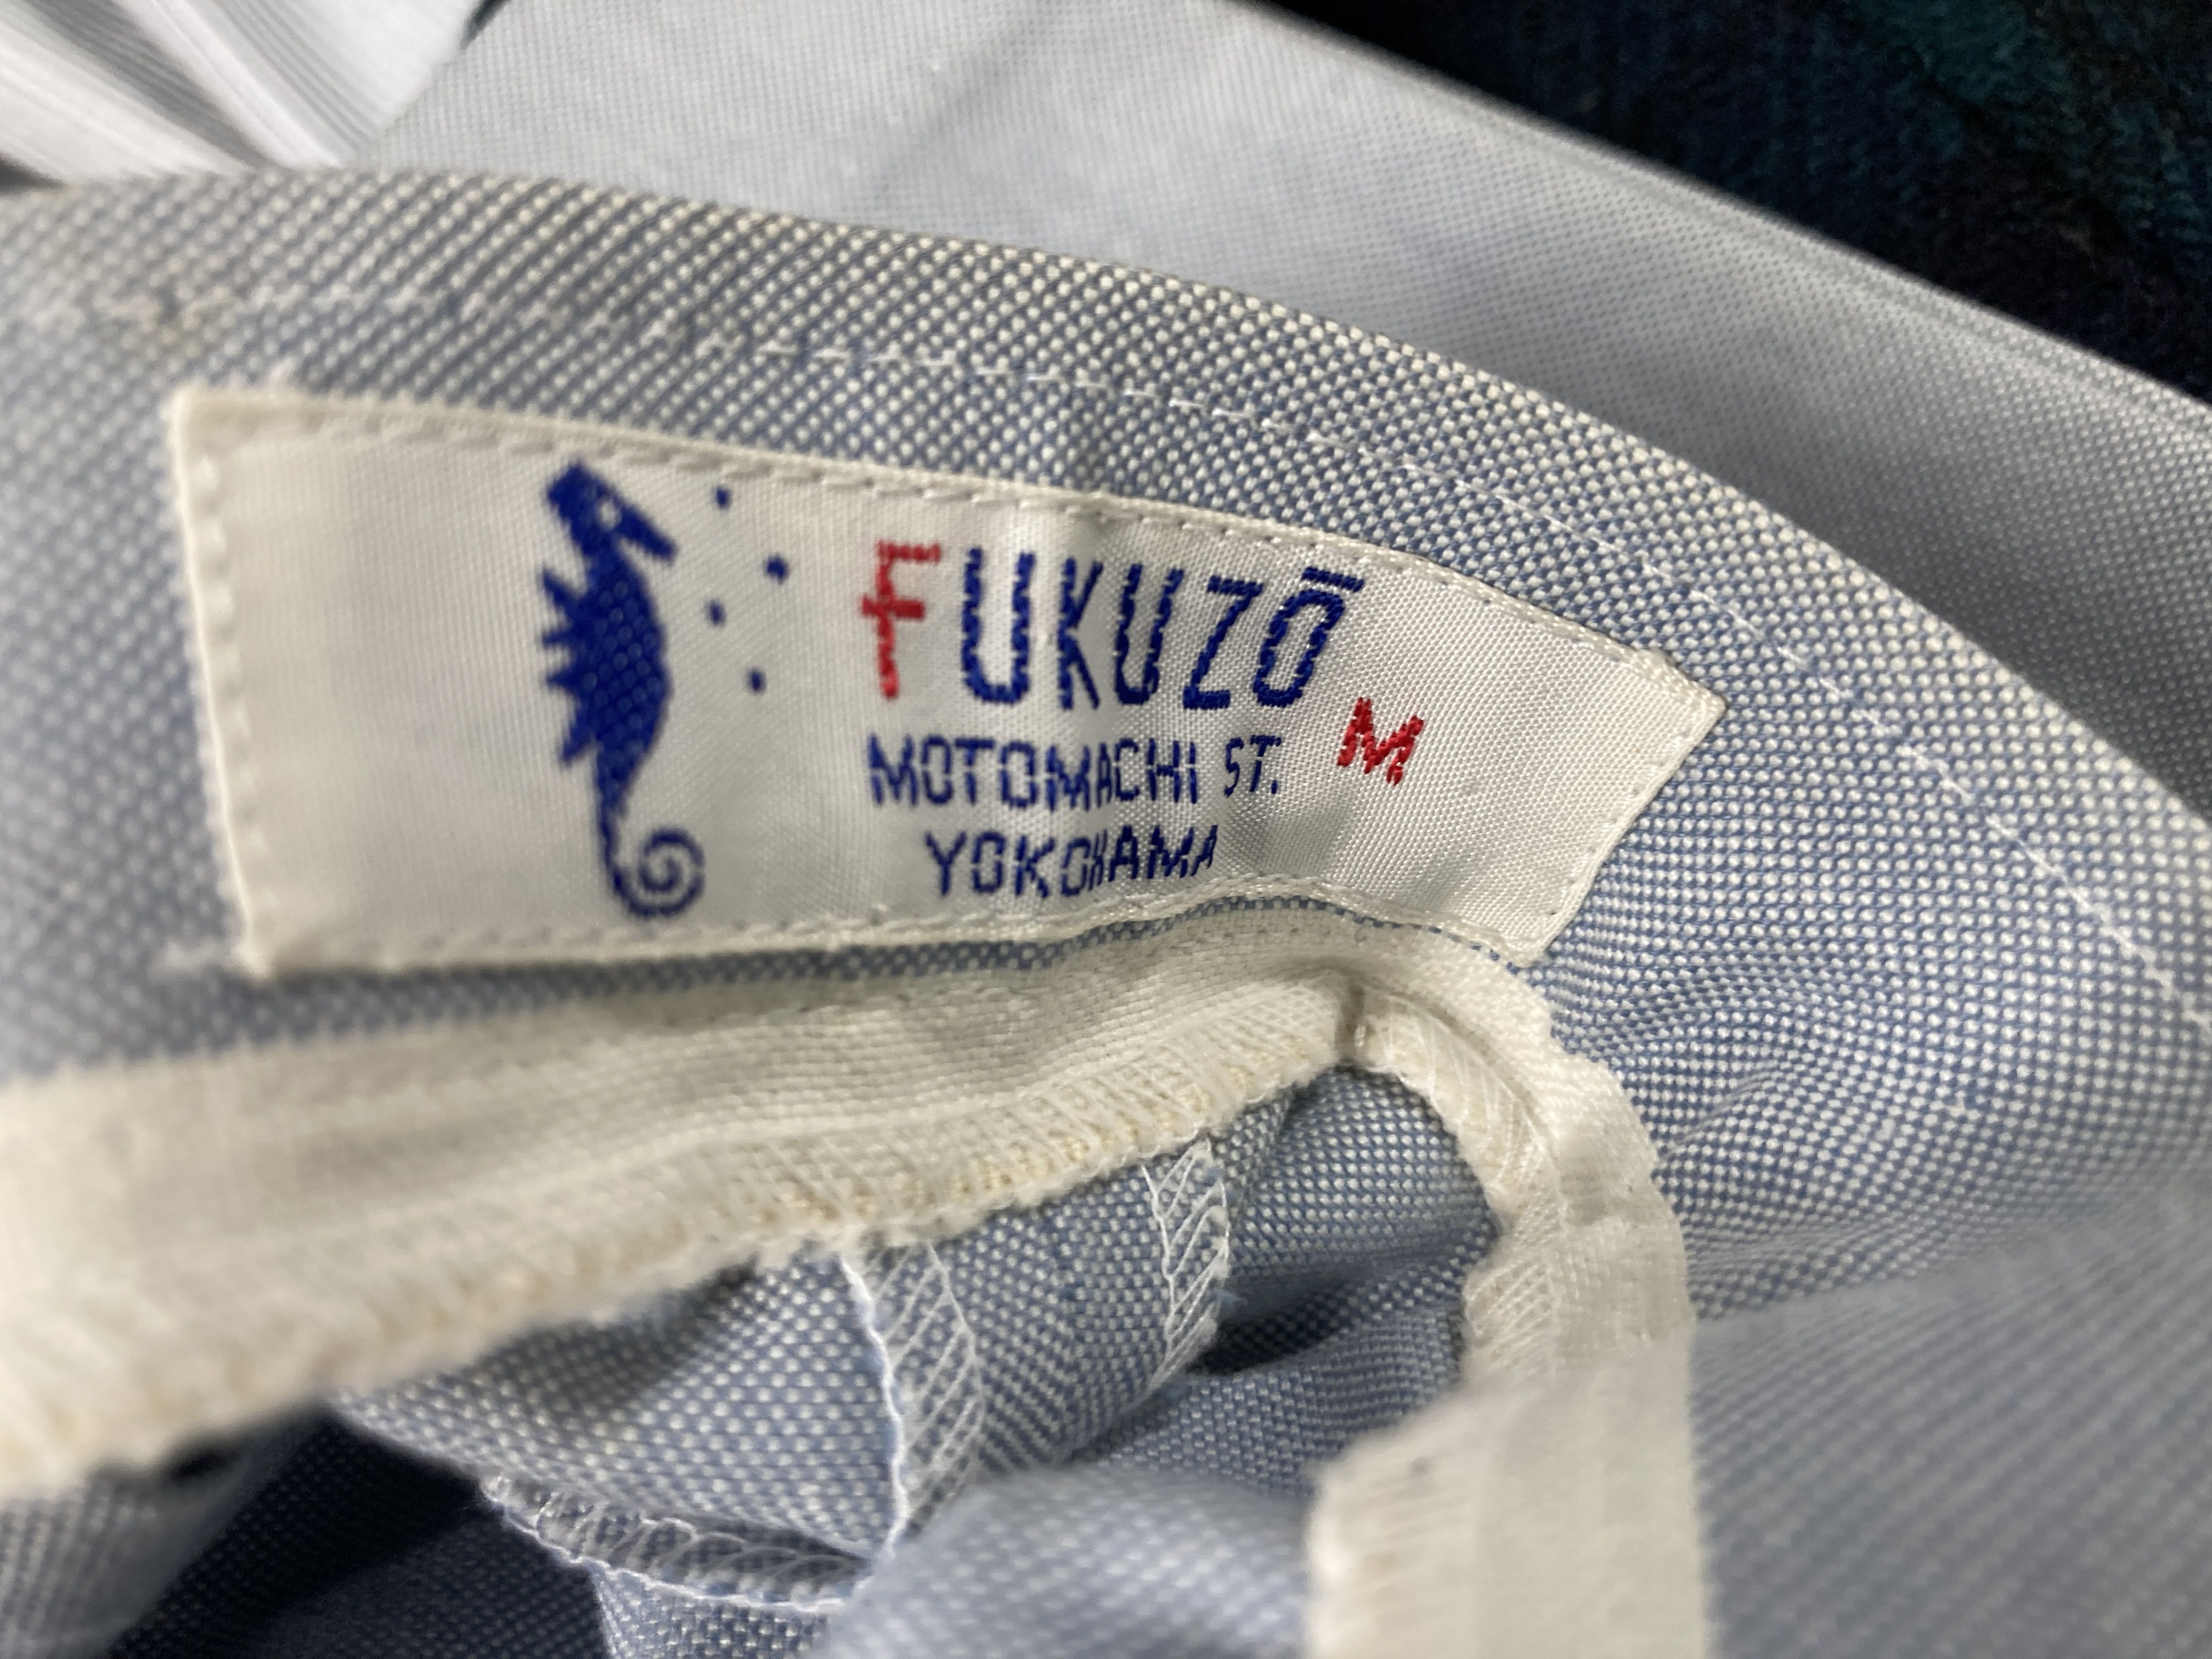 FUKUZŌ
M
MOTOMACHI ST.
YOKOHAMA